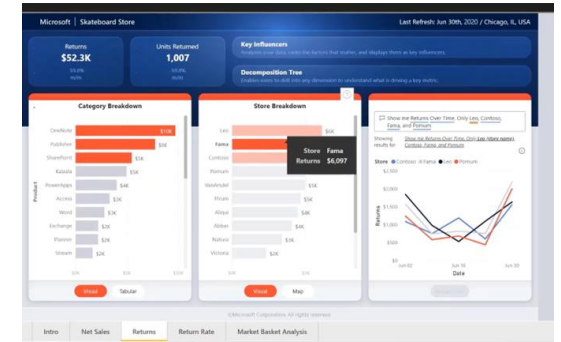 Microsoft | Skateboard Store
Last Refresh: Jun 30th, 2020 / Chicago, IL, USA
Returns
$52.3K
Units Returned
1,007
Key Influencers
Decomposition Tree
Category Breakdown
OneNote
$10K
Publisher
SharePoint
$5K
Kaizala
$5K
PowerApps
$4K
Access
$3K
Word
$3K
Exchange
$2K
Planner
$2K
Stream
$2K
Product
Visual
Tabular
Store Breakdown
Leo
$6K
Fama
Contoso
Pomum
Store Fama
Returns $6,097
$5K
Alique
$4K
Abbas
$4K
Natura
$3K
Victoria
$2K
Visual
Map
Show me Returns Over Time, Only Leo, Contoso,
Fama, and Pomum
Showing
results for
Show me Returns Over Time, Only Leo (store name),
Contoso, Fama, and Pomum
Store Contoso Fama Leo Pomum
$2,500
$2,000
$1,500
$1,000
$500
$0
Returns
Jun 02
Jun 16
Jun 30
Date
©Microsoft Corporation. All rights reserved.
Intro
Net Sales
Returns
Return Rate
Market Basket Analysis